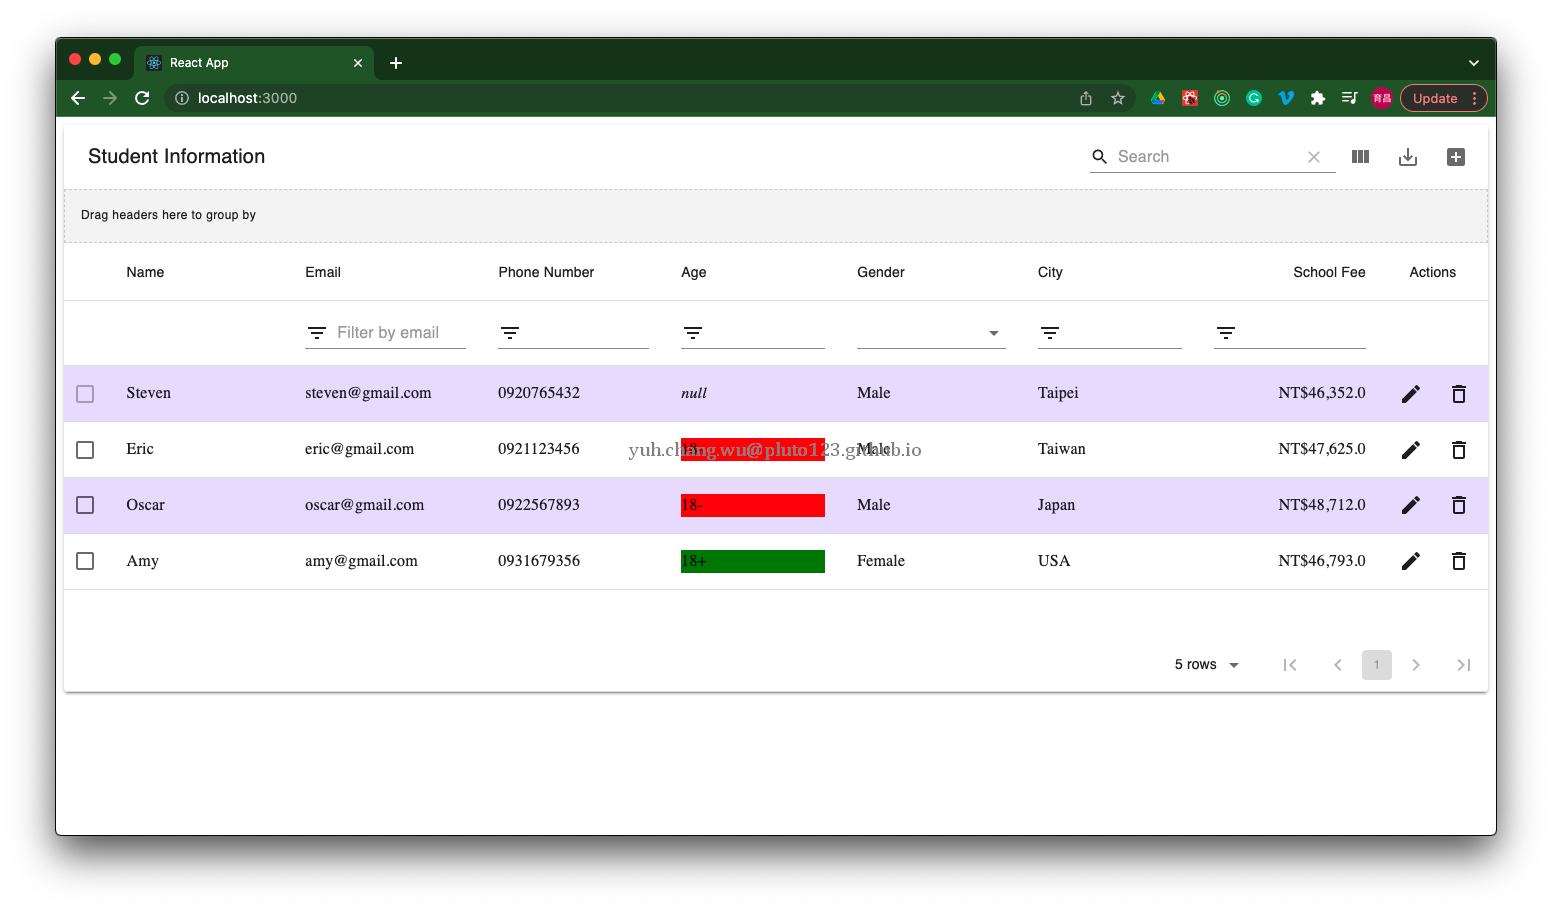 React App
localhost:3000
育昌
Update
Student Information
Search
Drag headers here to group by
Name Email Phone Number Age Gender City School Fee Actions
Filter by email
Steven steven@gmail.com 0920765432 null Male Taipei NT$46,352.0
Eric eric@gmail.com 0921123456 18- Male Taiwan NT$47,625.0
yuh.chang.wu@pluto123.github.io
Oscar oscar@gmail.com 0922567893 18- Male Japan NT$48,712.0
Amy amy@gmail.com 0931679356 18+ Female USA NT$46,793.0
5 rows 1